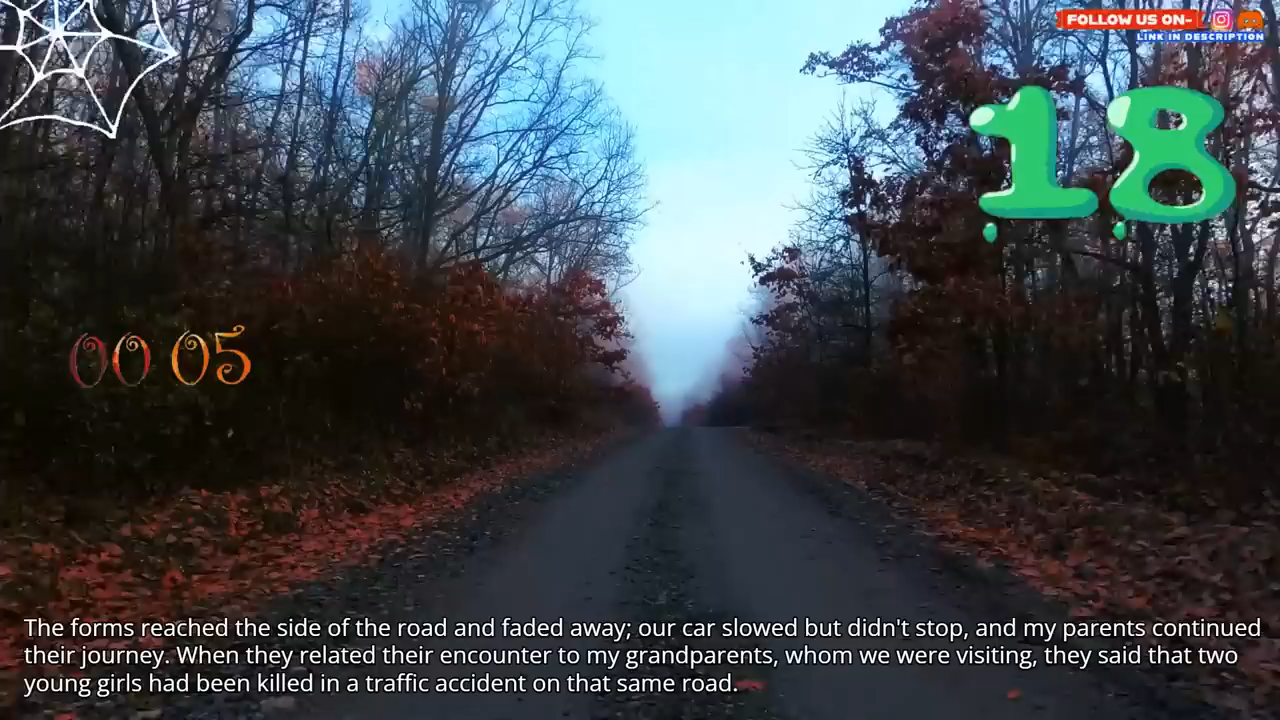 FOLLOW US ON-
LINK IN DESCRIPTION
18
00 05
The forms reached the side of the road and faded away; our car slowed but didn't stop, and my parents continued
their journey. When they related their encounter to my grandparents, whom we were visiting, they said that two
young girls had been killed in a traffic accident on that same road.